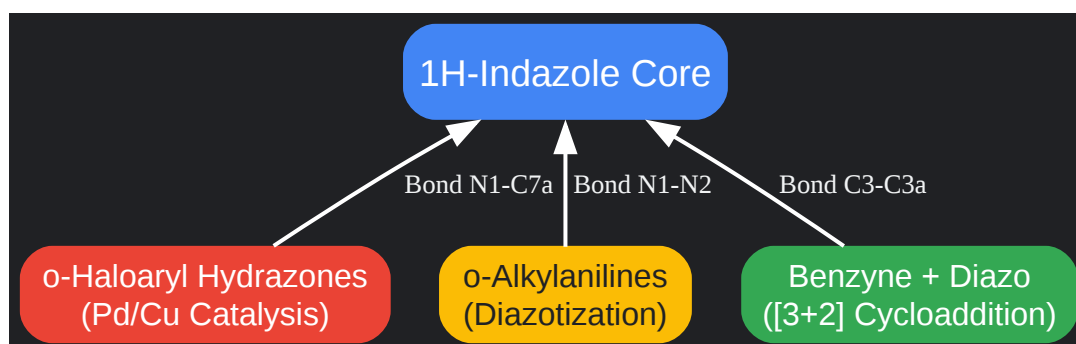 1H-Indazole Core
Bond N1-C7a
Bond N1-N2
Bond C3-C3a
o-Haloaryl Hydrazones
(Pd/Cu Catalysis)
o-Alkylanilines
(Diazotization)
Benzyne + Diazo
([3+2] Cycloaddition)